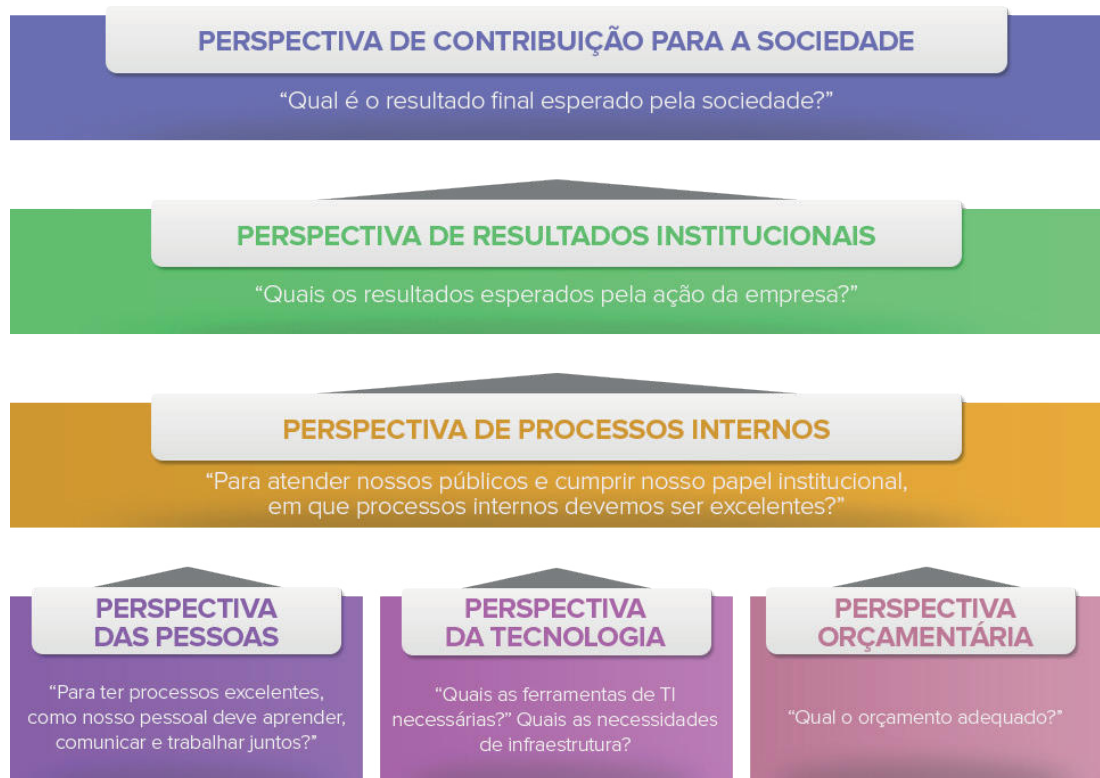 PERSPECTIVA DE CONTRIBUIÇÃO PARA A SOCIEDADE
“Qual é o resultado final esperado pela sociedade?”
PERSPECTIVA DE RESULTADOS INSTITUCIONAIS
“Quais os resultados esperados pela ação da empresa?”
PERSPECTIVA DE PROCESSOS INTERNOS
“Para atender nossos públicos e cumprir nosso papel institucional,
em que processos internos devemos ser excelentes?”
PERSPECTIVA
DAS PESSOAS
“Para ter processos excelentes,
como nosso pessoal deve aprender,
comunicar e trabalhar juntos?”
PERSPECTIVA
DA TECNOLOGIA
“Quais as ferramentas de TI
necessárias?” Quais as necessidades
de infraestrutura?
PERSPECTIVA
ORÇAMENTÁRIA
“Qual o orçamento adequado?”